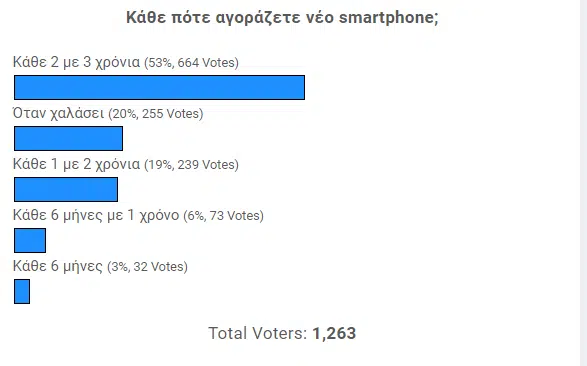 Κάθε πότε αγοράζετε νέο smartphone;
Κάθε 2 με 3 χρόνια (53%, 664 Votes)
Όταν χαλάσει (20%, 255 Votes)
Κάθε 1 με 2 χρόνια (19%, 239 Votes)
Κάθε 6 μήνες με 1 χρόνο (6%, 73 Votes)
Κάθε 6 μήνες (3%, 32 Votes)
Total Voters: 1,263